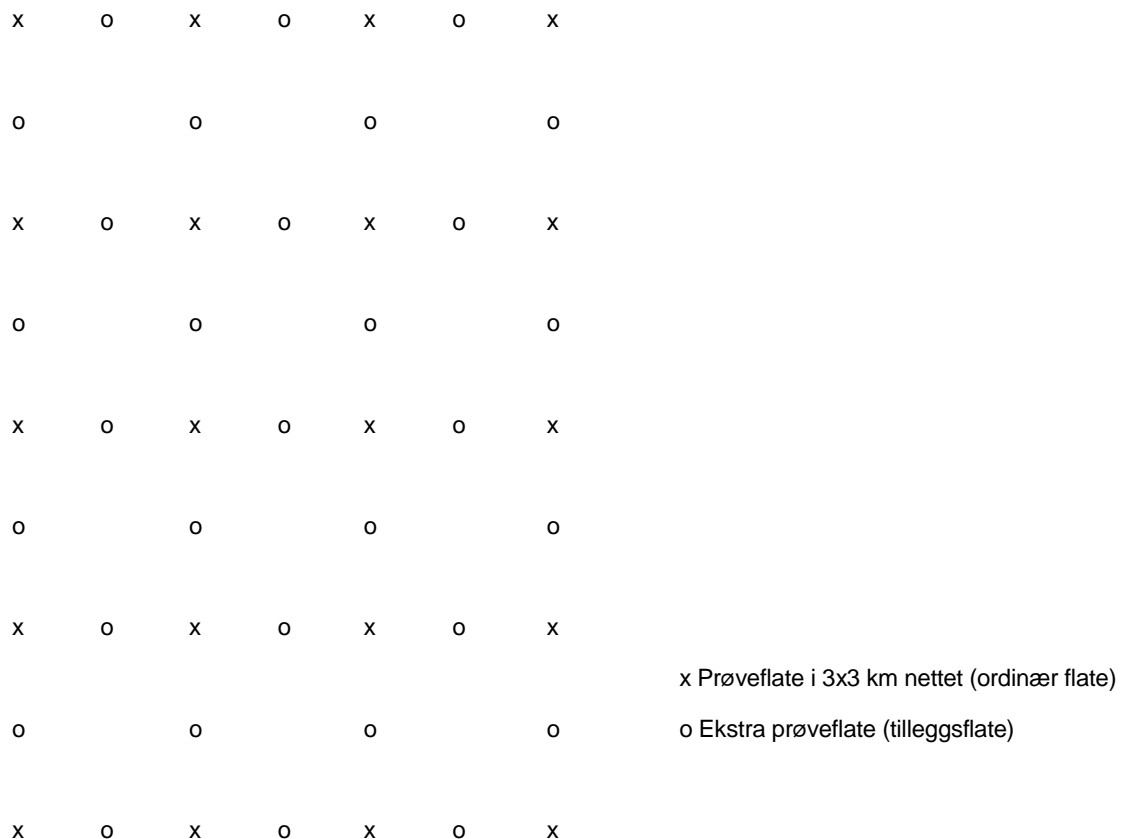 x o x o x o x
o o o o
x o x o x o x
o o o o
x o x o x o x
o o o o
x o x o x o x
x Prøveflate i 3x3 km nettet (ordinær flate)
o o o o o Ekstra prøveflate (tilleggsflate)
x o x o x o x